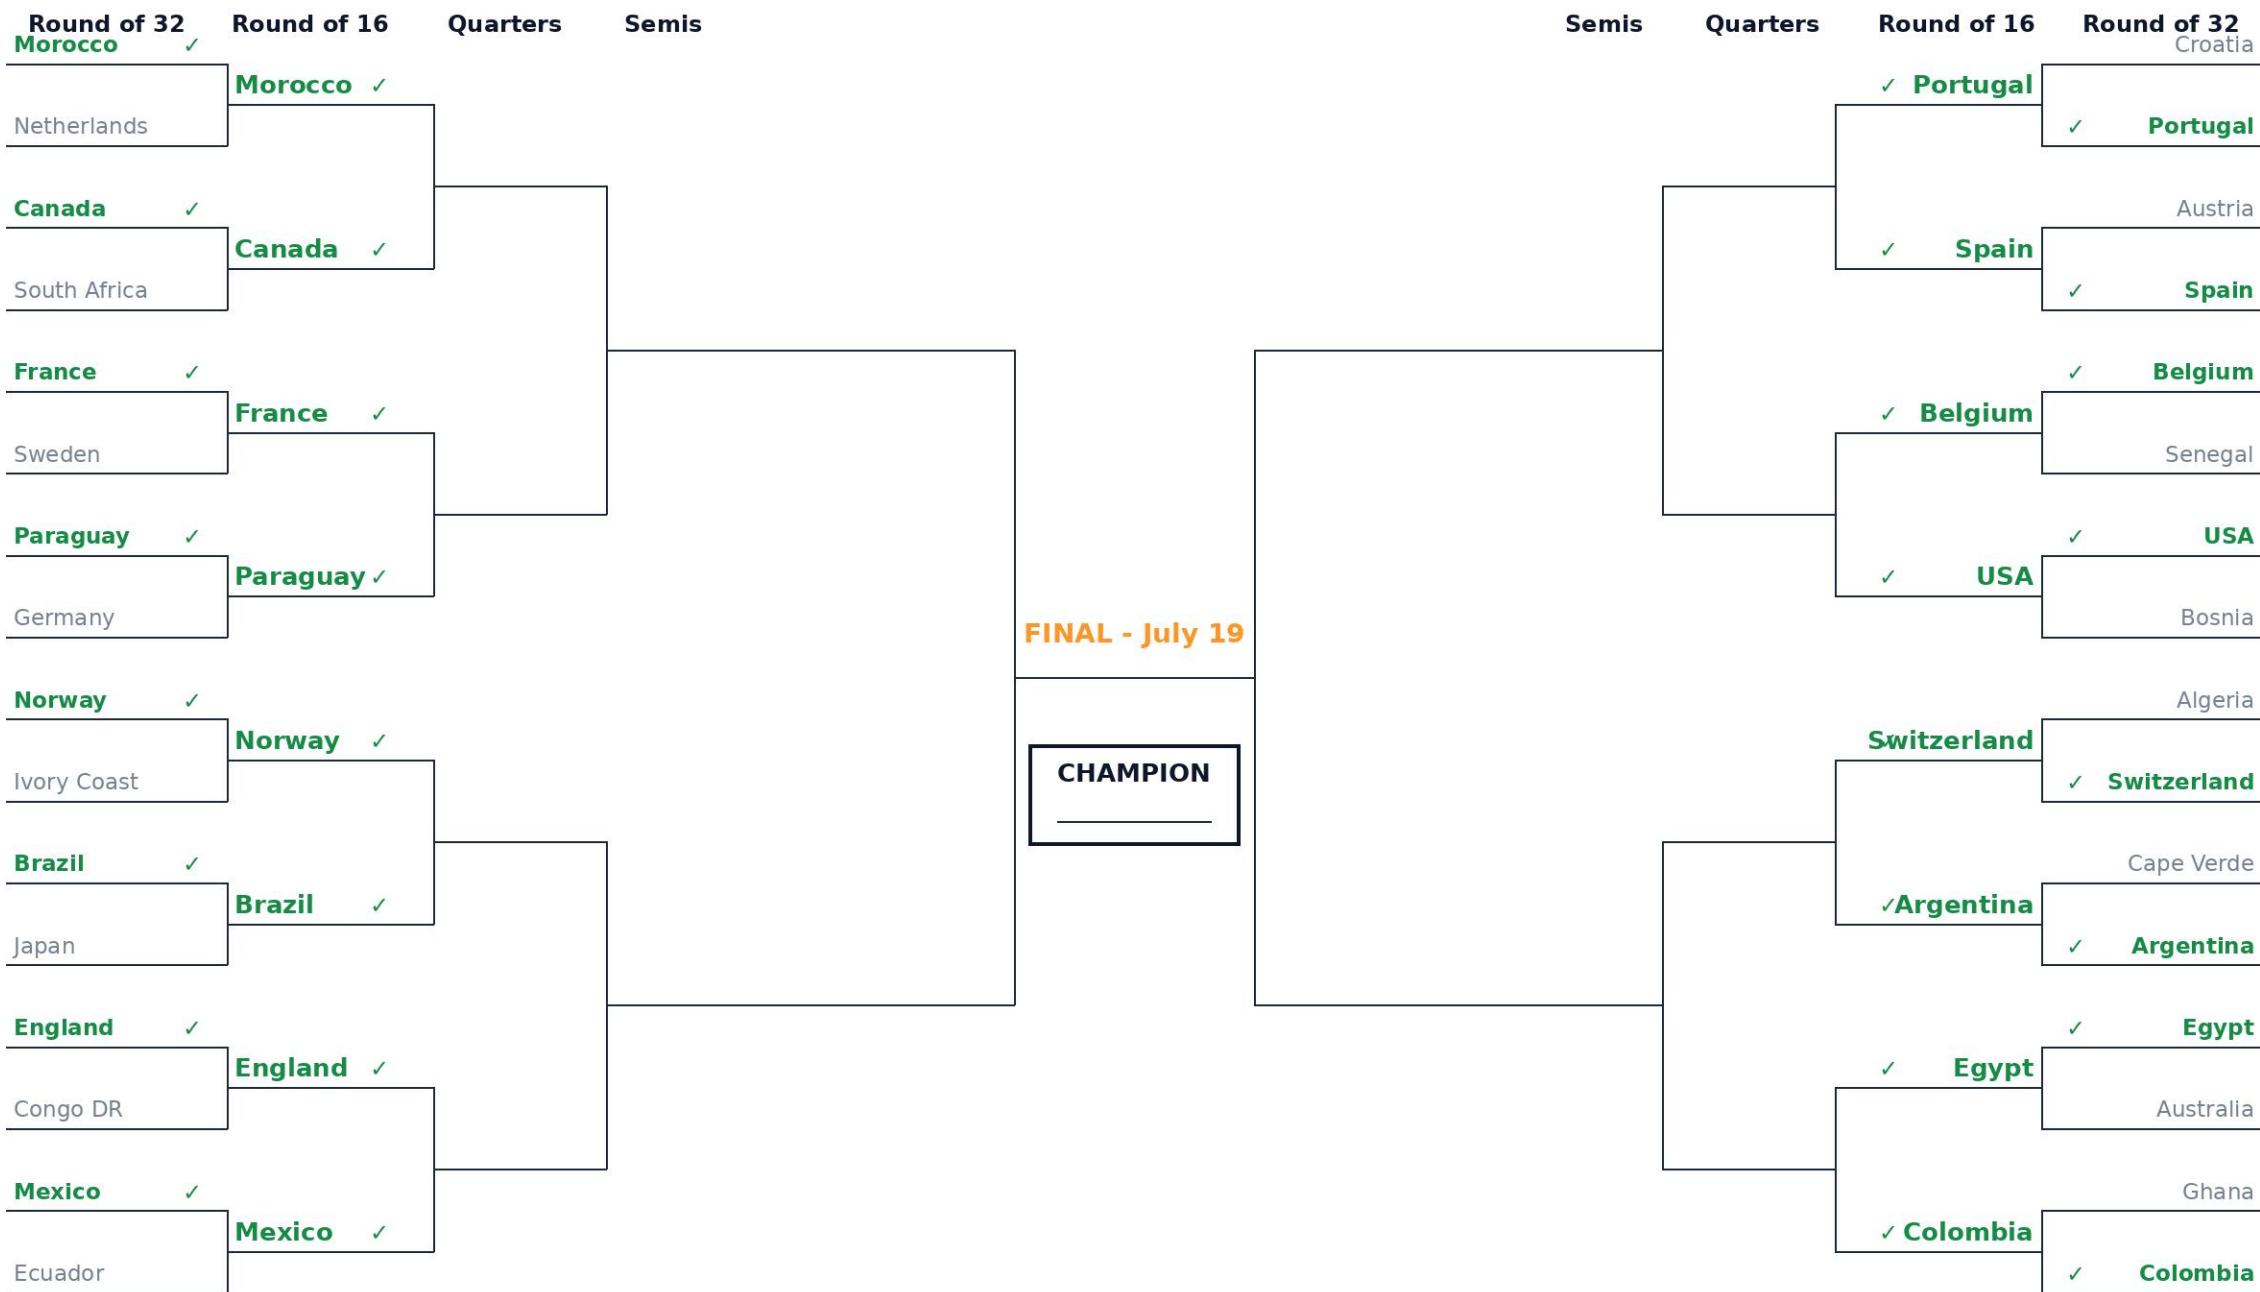 Round of 32 Round of 16 Quarters Semis Semis Quarters Round of 16 Round of 32
Morocco ✓
Netherlands
Canada ✓
South Africa
France ✓
Sweden
Paraguay ✓
Germany
Norway ✓
Ivory Coast
Brazil ✓
Japan
England ✓
Congo DR
Mexico ✓
Ecuador
Morocco ✓
Canada ✓
France ✓
Paraguay ✓
Norway ✓
Brazil ✓
England ✓
Mexico ✓
FINAL - July 19
CHAMPION
✓ Portugal
✓ Spain
✓ Belgium
✓ USA
✓ Switzerland
✓ Argentina
✓ Egypt
✓ Colombia
Croatia
✓ Portugal
Austria
✓ Spain
✓ Belgium
Senegal
✓ USA
Bosnia
Algeria
✓ Switzerland
Cape Verde
✓ Argentina
✓ Egypt
Australia
Ghana
✓ Colombia